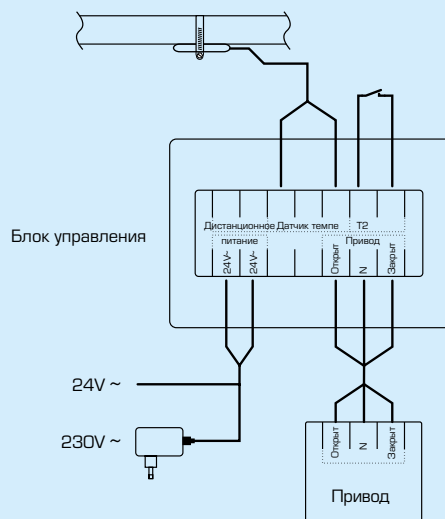 Блок управления
Дистанционное Датчик темпе T2
питание Привод
24V~ 24V~ Открыт N Закрыт
24V ~
230V ~
Открыт N Закрыт
Привод